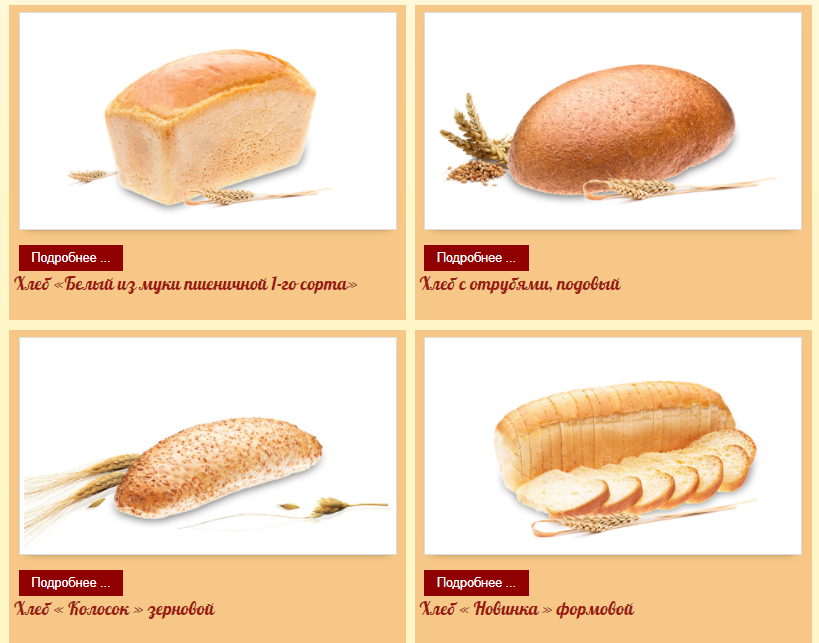 Подробнее ...
Хлеб «Белый из муки пшеничной 1-го сорта»
Подробнее ...
Хлеб с отрубями, подовый
Подробнее ...
Хлеб « Колосок » зерновой
Подробнее ...
Хлеб « Новинка » формовой